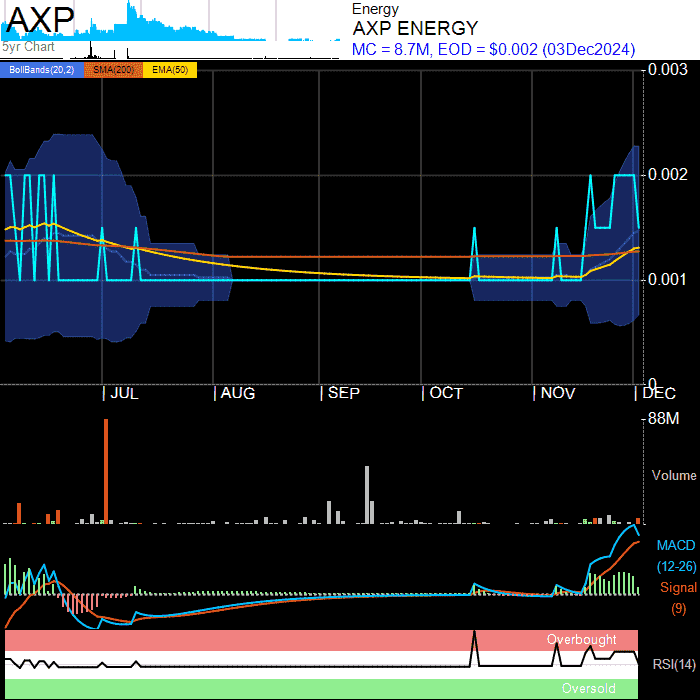 AXP
5yr Chart
Energy
AXP ENERGY
MC = 8.7M, EOD = $0.002 (03Dec2024)
BollBands(20,2) SMA(200) EMA(50)
0.003
0.002
0.001
0
| JUL | AUG | SEP | OCT | NOV | DEC
88M
Volume
MACD
(12-26)
Signal
(9)
Overbought
RSI(14)
Oversold